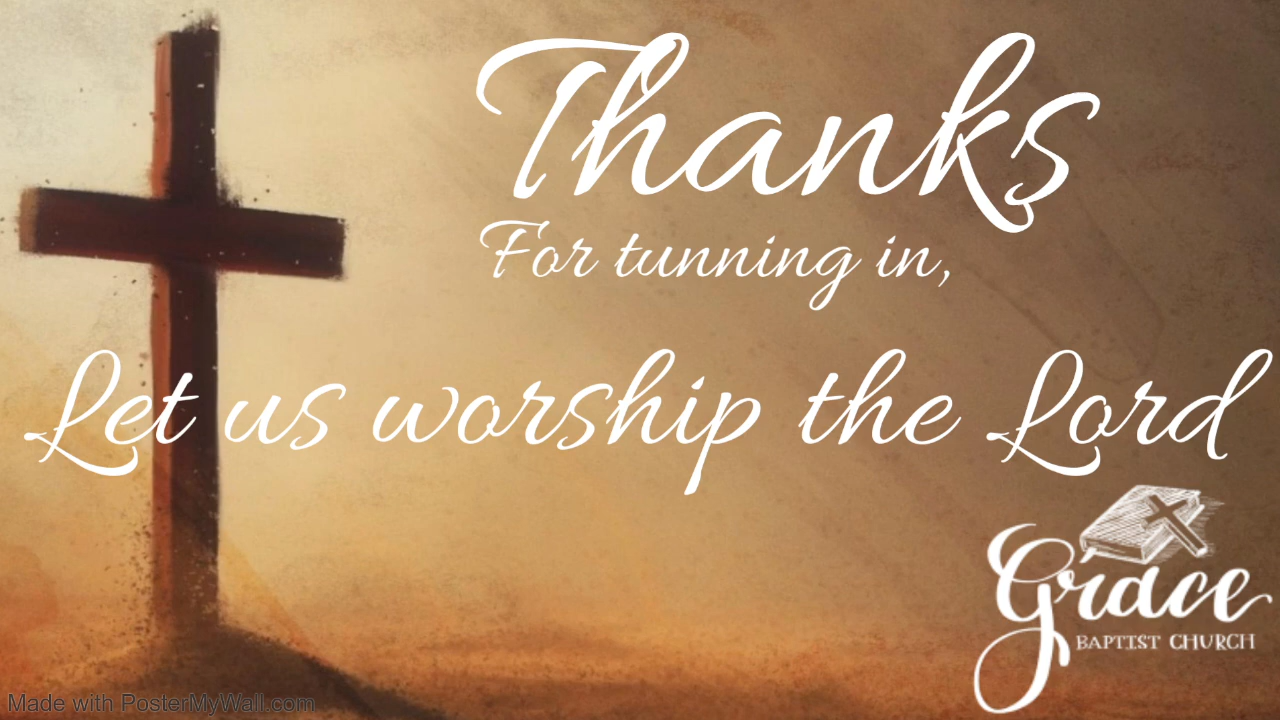 Thanks
For tunning in,
Let us worship the Lord
Grace
BAPTIST CHURCH
Made with PosterMyWall.com